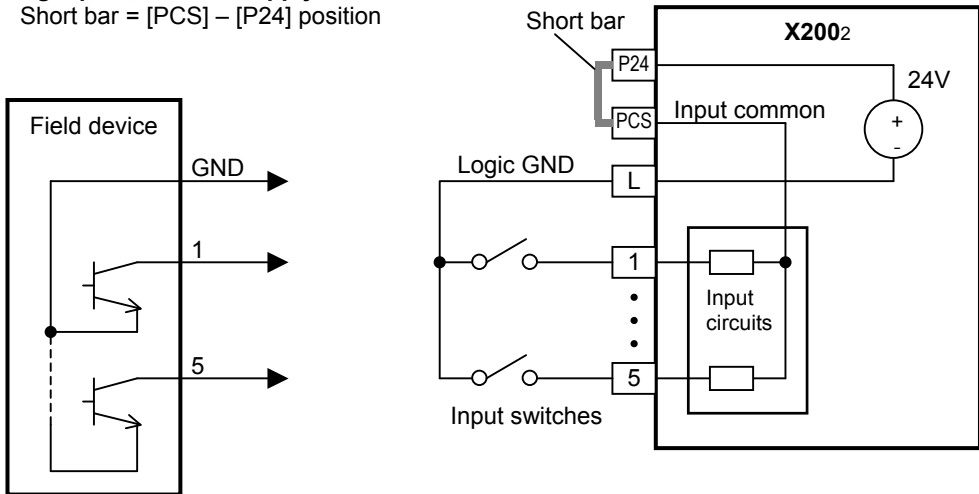 Short bar = [PCS] – [P24] position
Short bar
X2002
P24
24V
Field device
PCS
Input common
+
-
GND
Logic GND
L
1
1
Input
circuits
5
5
Input switches